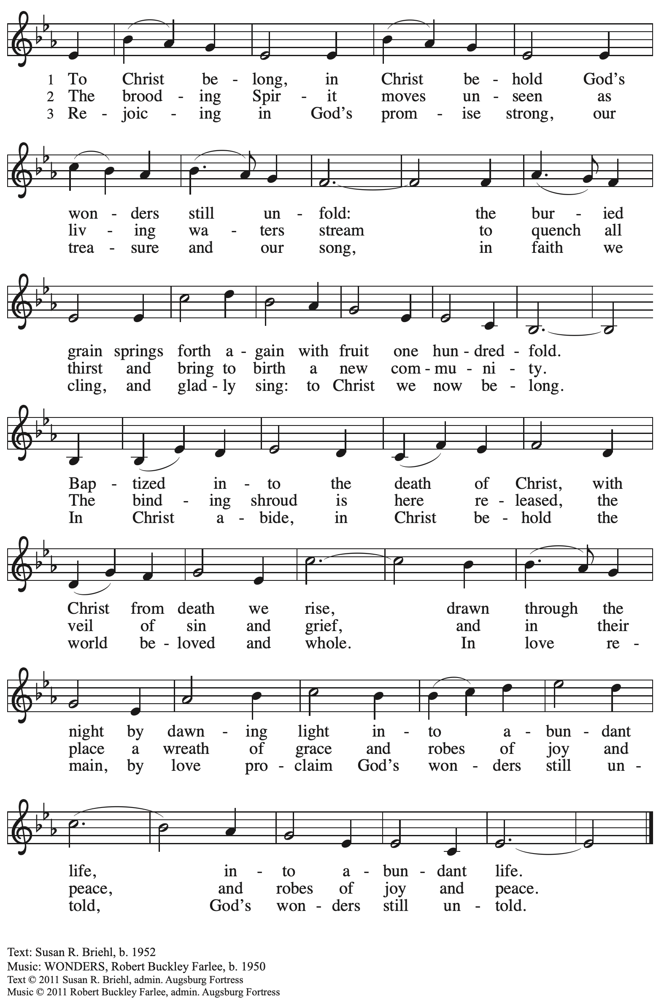 1 To Christ be - long, in Christ be - hold God's
2 The brood - ing Spir - it moves un - seen as
3 Re - joic - ing in God's prom - ise strong, our
won - ders still un - fold: the bur - ied
liv - ing wa - ters stream to quench all
trea - sure and our song, in faith we
grain springs forth a - gain with fruit one hun - dred - fold.
thirst and bring to birth a new com - mu - ni - ty.
cling, and glad - ly sing: to Christ we now be - long.
Bap - tized in - to the death of Christ, with
The bind - ing shroud is here re - leased, the
In Christ a - bide, in Christ be - hold the
Christ from death we rise, drawn through the
veil of sin and grief, and in their
world be - loved and whole. In love re -
night by dawn - ing light in - to a - bun - dant
place a wreath of grace and robes of joy and
main, by love pro - claim God's won - ders still un -
life, in - to a - bun - dant life.
peace, and robes of joy and peace.
told, God's won - ders still un - told.
Text: Susan R. Briehl, b. 1952
Music: WONDERS, Robert Buckley Farlee, b. 1950
Text © 2011 Susan R. Briehl, admin. Augsburg Fortress
Music © 2011 Robert Buckley Farlee, admin. Augsburg Fortress